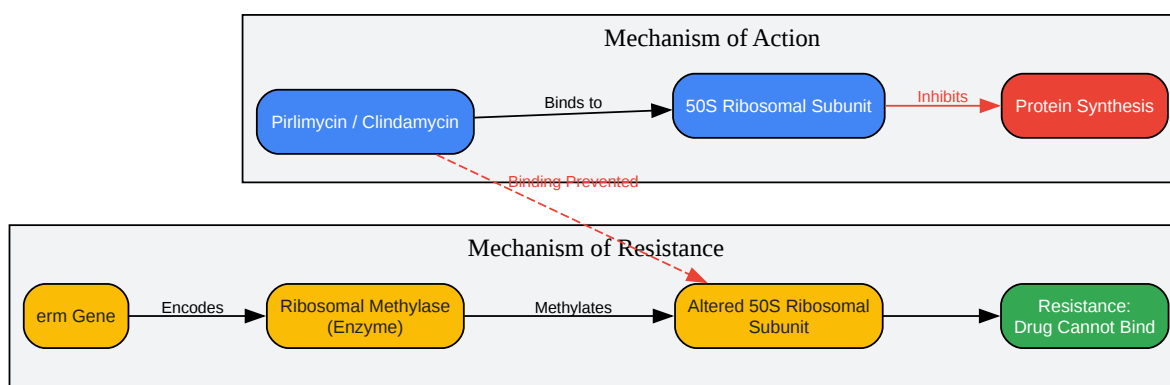 Mechanism of Action
Pirlimycin / Clindamycin
Binds to
50S Ribosomal Subunit
Inhibits
Protein Synthesis
Binding Prevented
Mechanism of Resistance
erm Gene
Encodes
Ribosomal Methylase
(Enzyme)
Methylates
Altered 50S Ribosomal
Subunit
Resistance:
Drug Cannot Bind